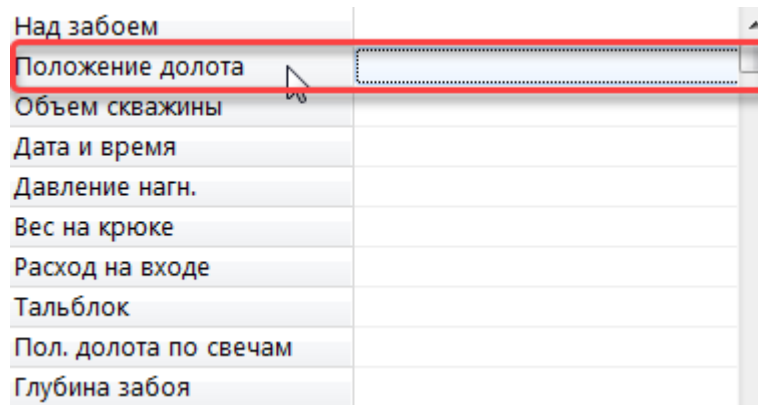 Над забоем
Положение долота
Объем скважины
Дата и время
Давление нагн.
Вес на крюке
Расход на входе
Тальблок
Пол. долота по свечам
Глубина забоя